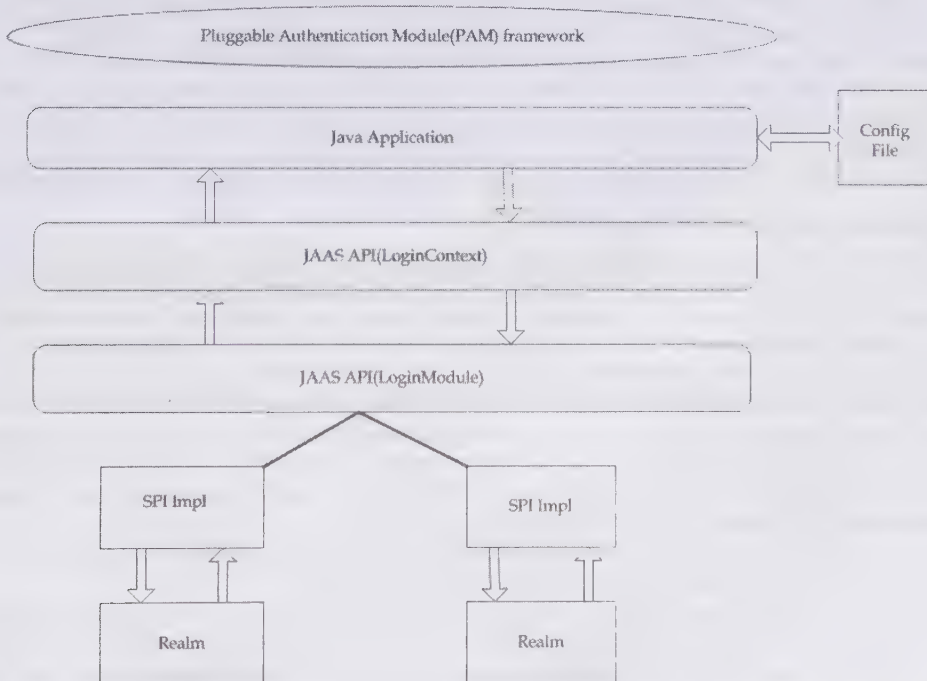 Pluggable Authentication Module(PAM) framework
Java Application
Config
File
JAAS API(LoginContext)
JAAS API(LoginModule)
SPI Impl
SPI Impl
Realm
Realm